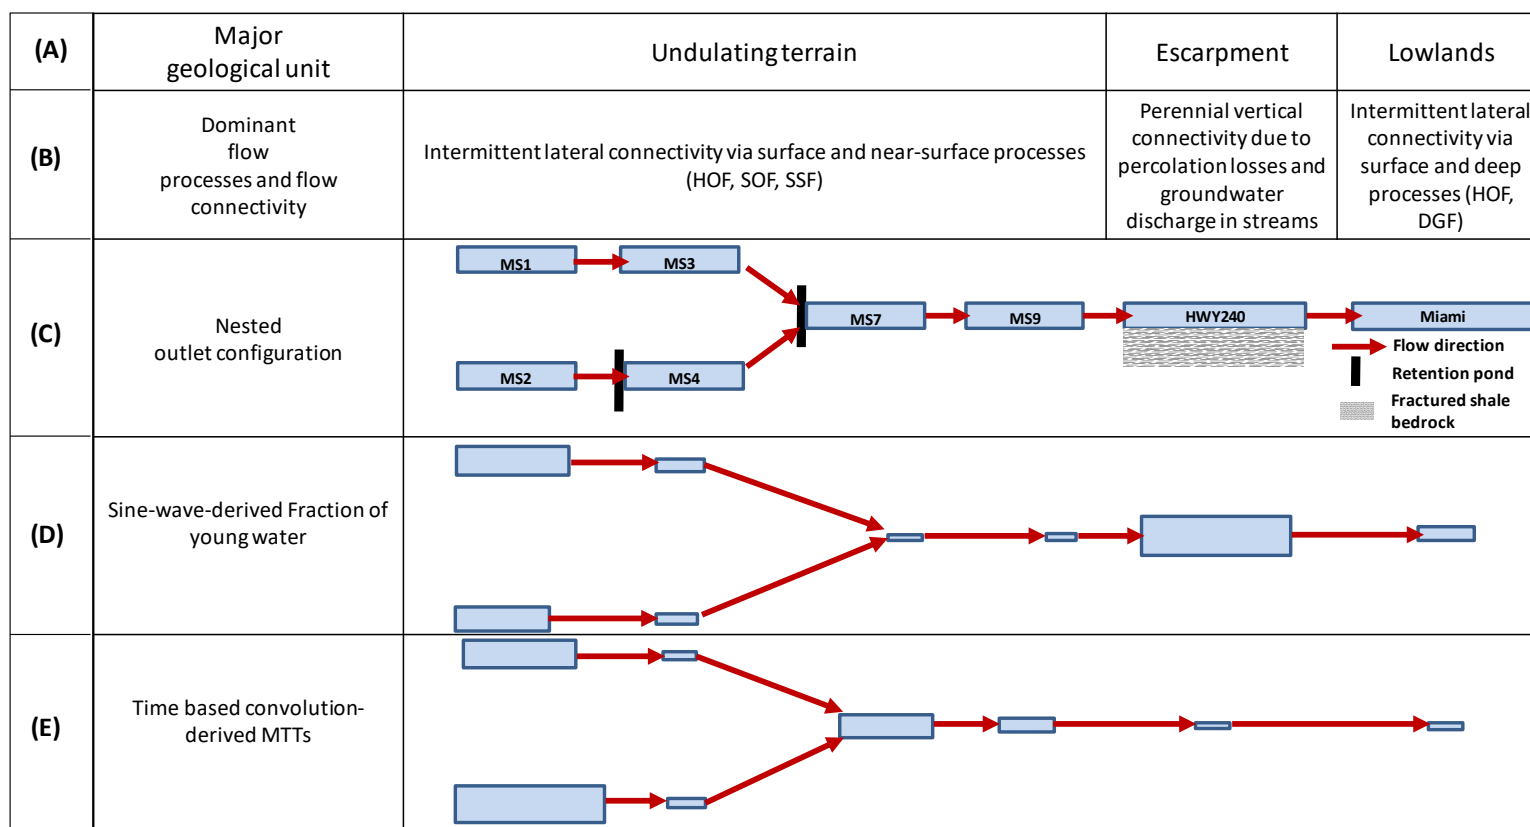 (A)
Major
geological unit
Undulating terrain
Escarpment
Lowlands
(B)
Dominant
flow
processes and flow
connectivity
Intermittent lateral connectivity via surface and near-surface processes
(HOF, SOF, SSF)
Perennial vertical
connectivity due to
percolation losses and
groundwater
discharge in streams
Intermittent lateral
connectivity via
surface and deep
processes (HOF,
DGF)
(C)
Nested
outlet configuration
MS1
MS3
MS2
MS4
MS7
MS9
HWY240
Miami
Flow direction
Retention pond
Fractured shale
bedrock
(D)
Sine-wave-derived Fraction of
young water
(E)
Time based convolution-
derived MTTs